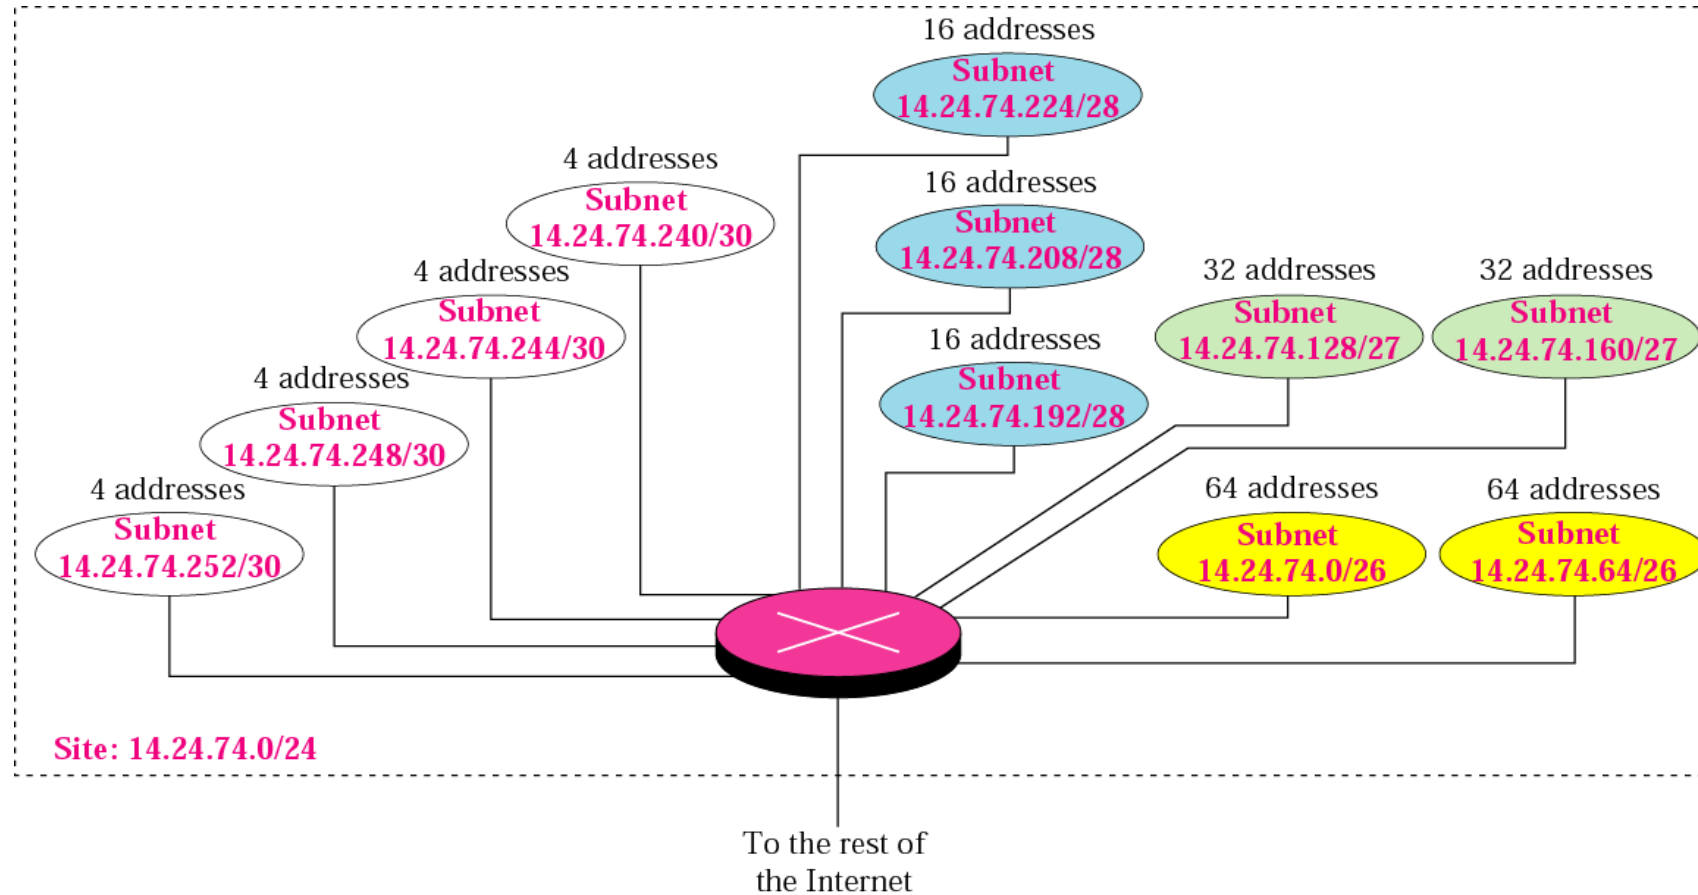 16 addresses
Subnet
14.24.74.224/28
4 addresses
Subnet
14.24.74.240/30
16 addresses
Subnet
14.24.74.208/28
4 addresses
Subnet
14.24.74.244/30
32 addresses
Subnet
14.24.74.128/27
32 addresses
Subnet
14.24.74.160/27
16 addresses
Subnet
14.24.74.192/28
4 addresses
Subnet
14.24.74.248/30
4 addresses
Subnet
14.24.74.252/30
64 addresses
Subnet
14.24.74.0/26
64 addresses
Subnet
14.24.74.64/26
Site: 14.24.74.0/24
To the rest of
the Internet